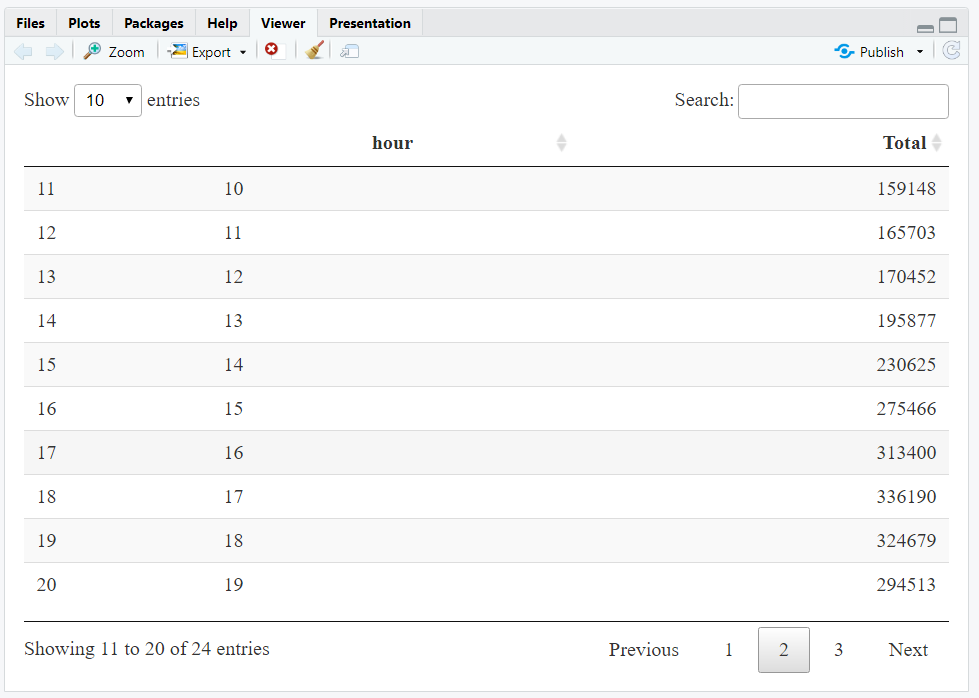 Files Plots Packages Help Viewer Presentation
Zoom Export Publish
Show 10 entries Search:
hour Total
11 10 159148
12 11 165703
13 12 170452
14 13 195877
15 14 230625
16 15 275466
17 16 313400
18 17 336190
19 18 324679
20 19 294513
Showing 11 to 20 of 24 entries Previous 1 2 3 Next